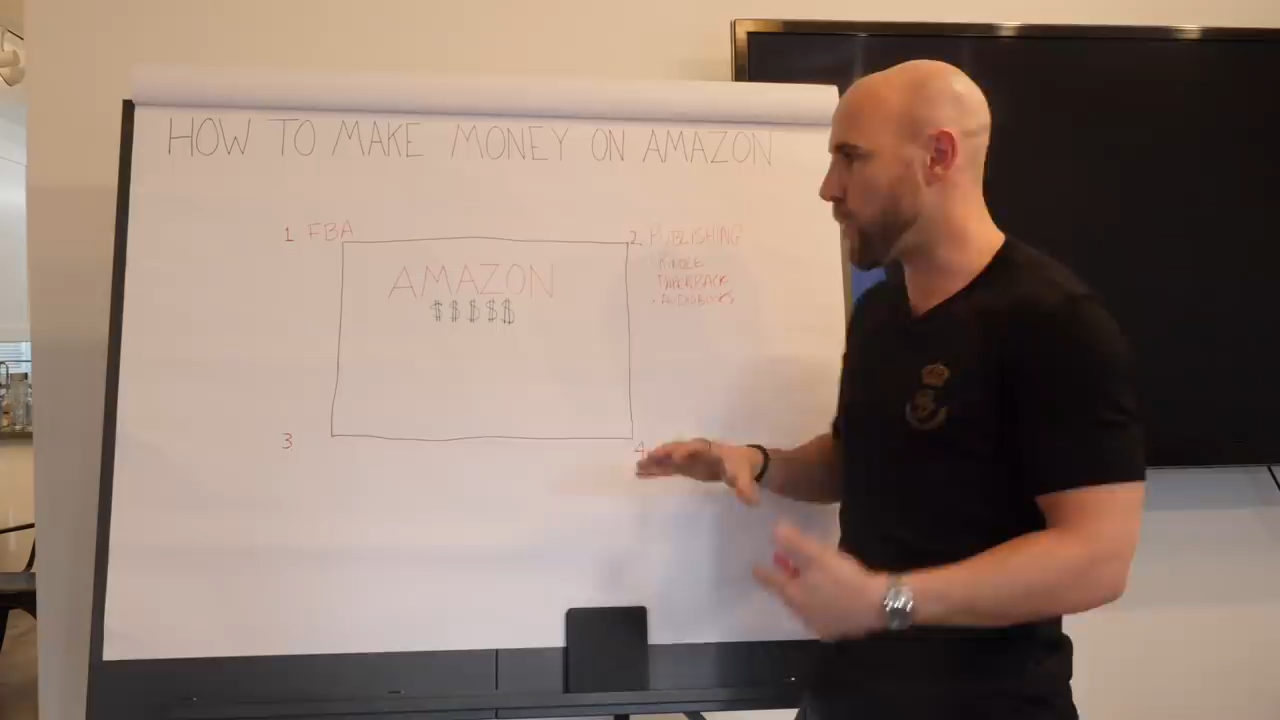 HOW TO MAKE MONEY ON AMAZON
1 FBA
2 PUBLISHING
· KINDLE
· PAPERBACK
· AUDIOBOOKS
AMAZON
$$$$$
3
4